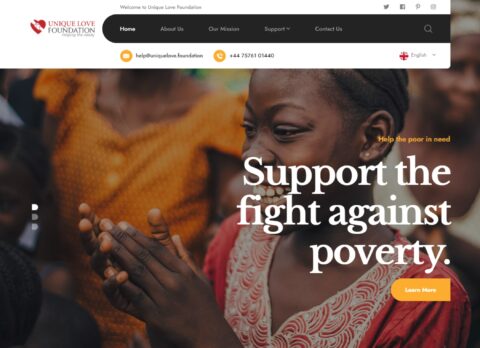 Welcome to Unique Love Foundation
UNIQUE LOVE
FOUNDATION
Helping the needy
Home About Us Our Mission Support Contact Us
help@uniquelove.foundation +44 75761 01440 English
Help the poor in need
Support the
fight against
poverty.
Learn More